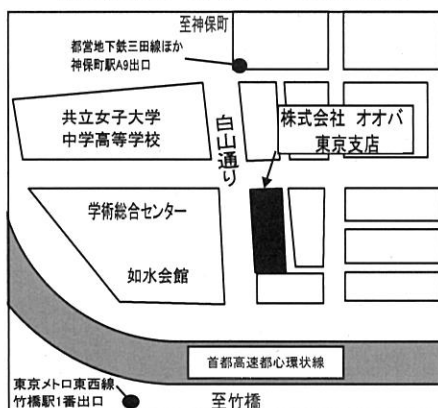 至神保町
都営地下鉄三田線ほか
神保町駅A9出口
共立女子大学
中学高等学校
白山通り
株式会社 オオバ
東京支店
学術総合センター
如水会館
首都高速都心環状線
東京メトロ東西線
竹橋駅1番出口
至竹橋